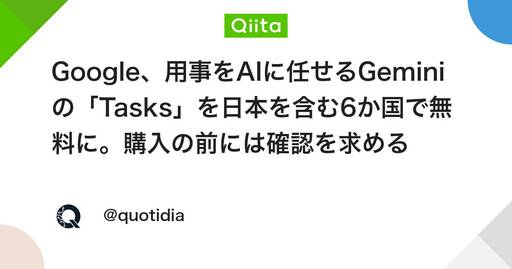 Qiita
Google、用事をAIに任せるGemini
の「Tasks」を日本を含む6か国で無
料に。購入の前には確認を求める
@quotidia